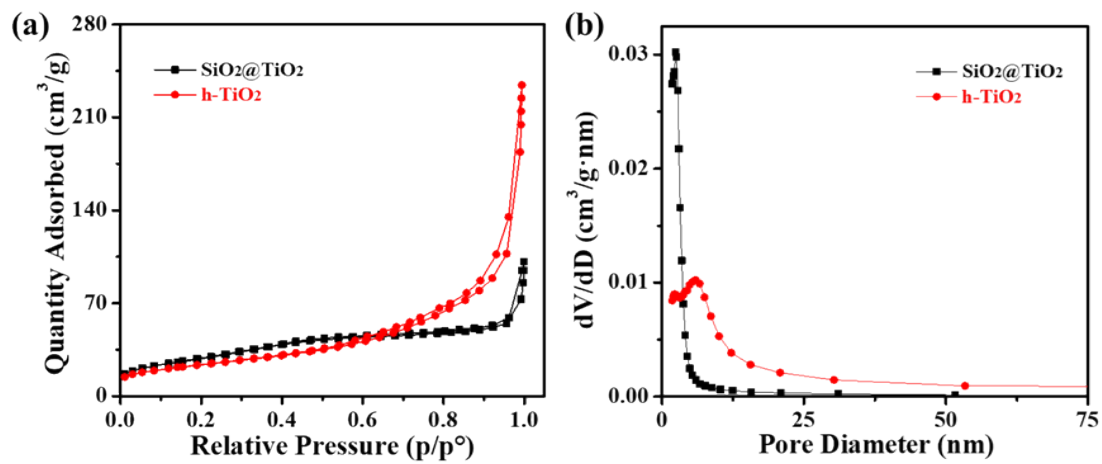 (a)
280
210
140
70
0
Quantity Adsorbed (cm³/g)
SiO₂@TiO₂
h-TiO₂
0.0 0.2 0.4 0.6 0.8 1.0
Relative Pressure (p/p°)
(b)
0.03
0.02
0.01
0.00
dV/dD (cm³/g·nm)
SiO₂@TiO₂
h-TiO₂
0 25 50 75
Pore Diameter (nm)